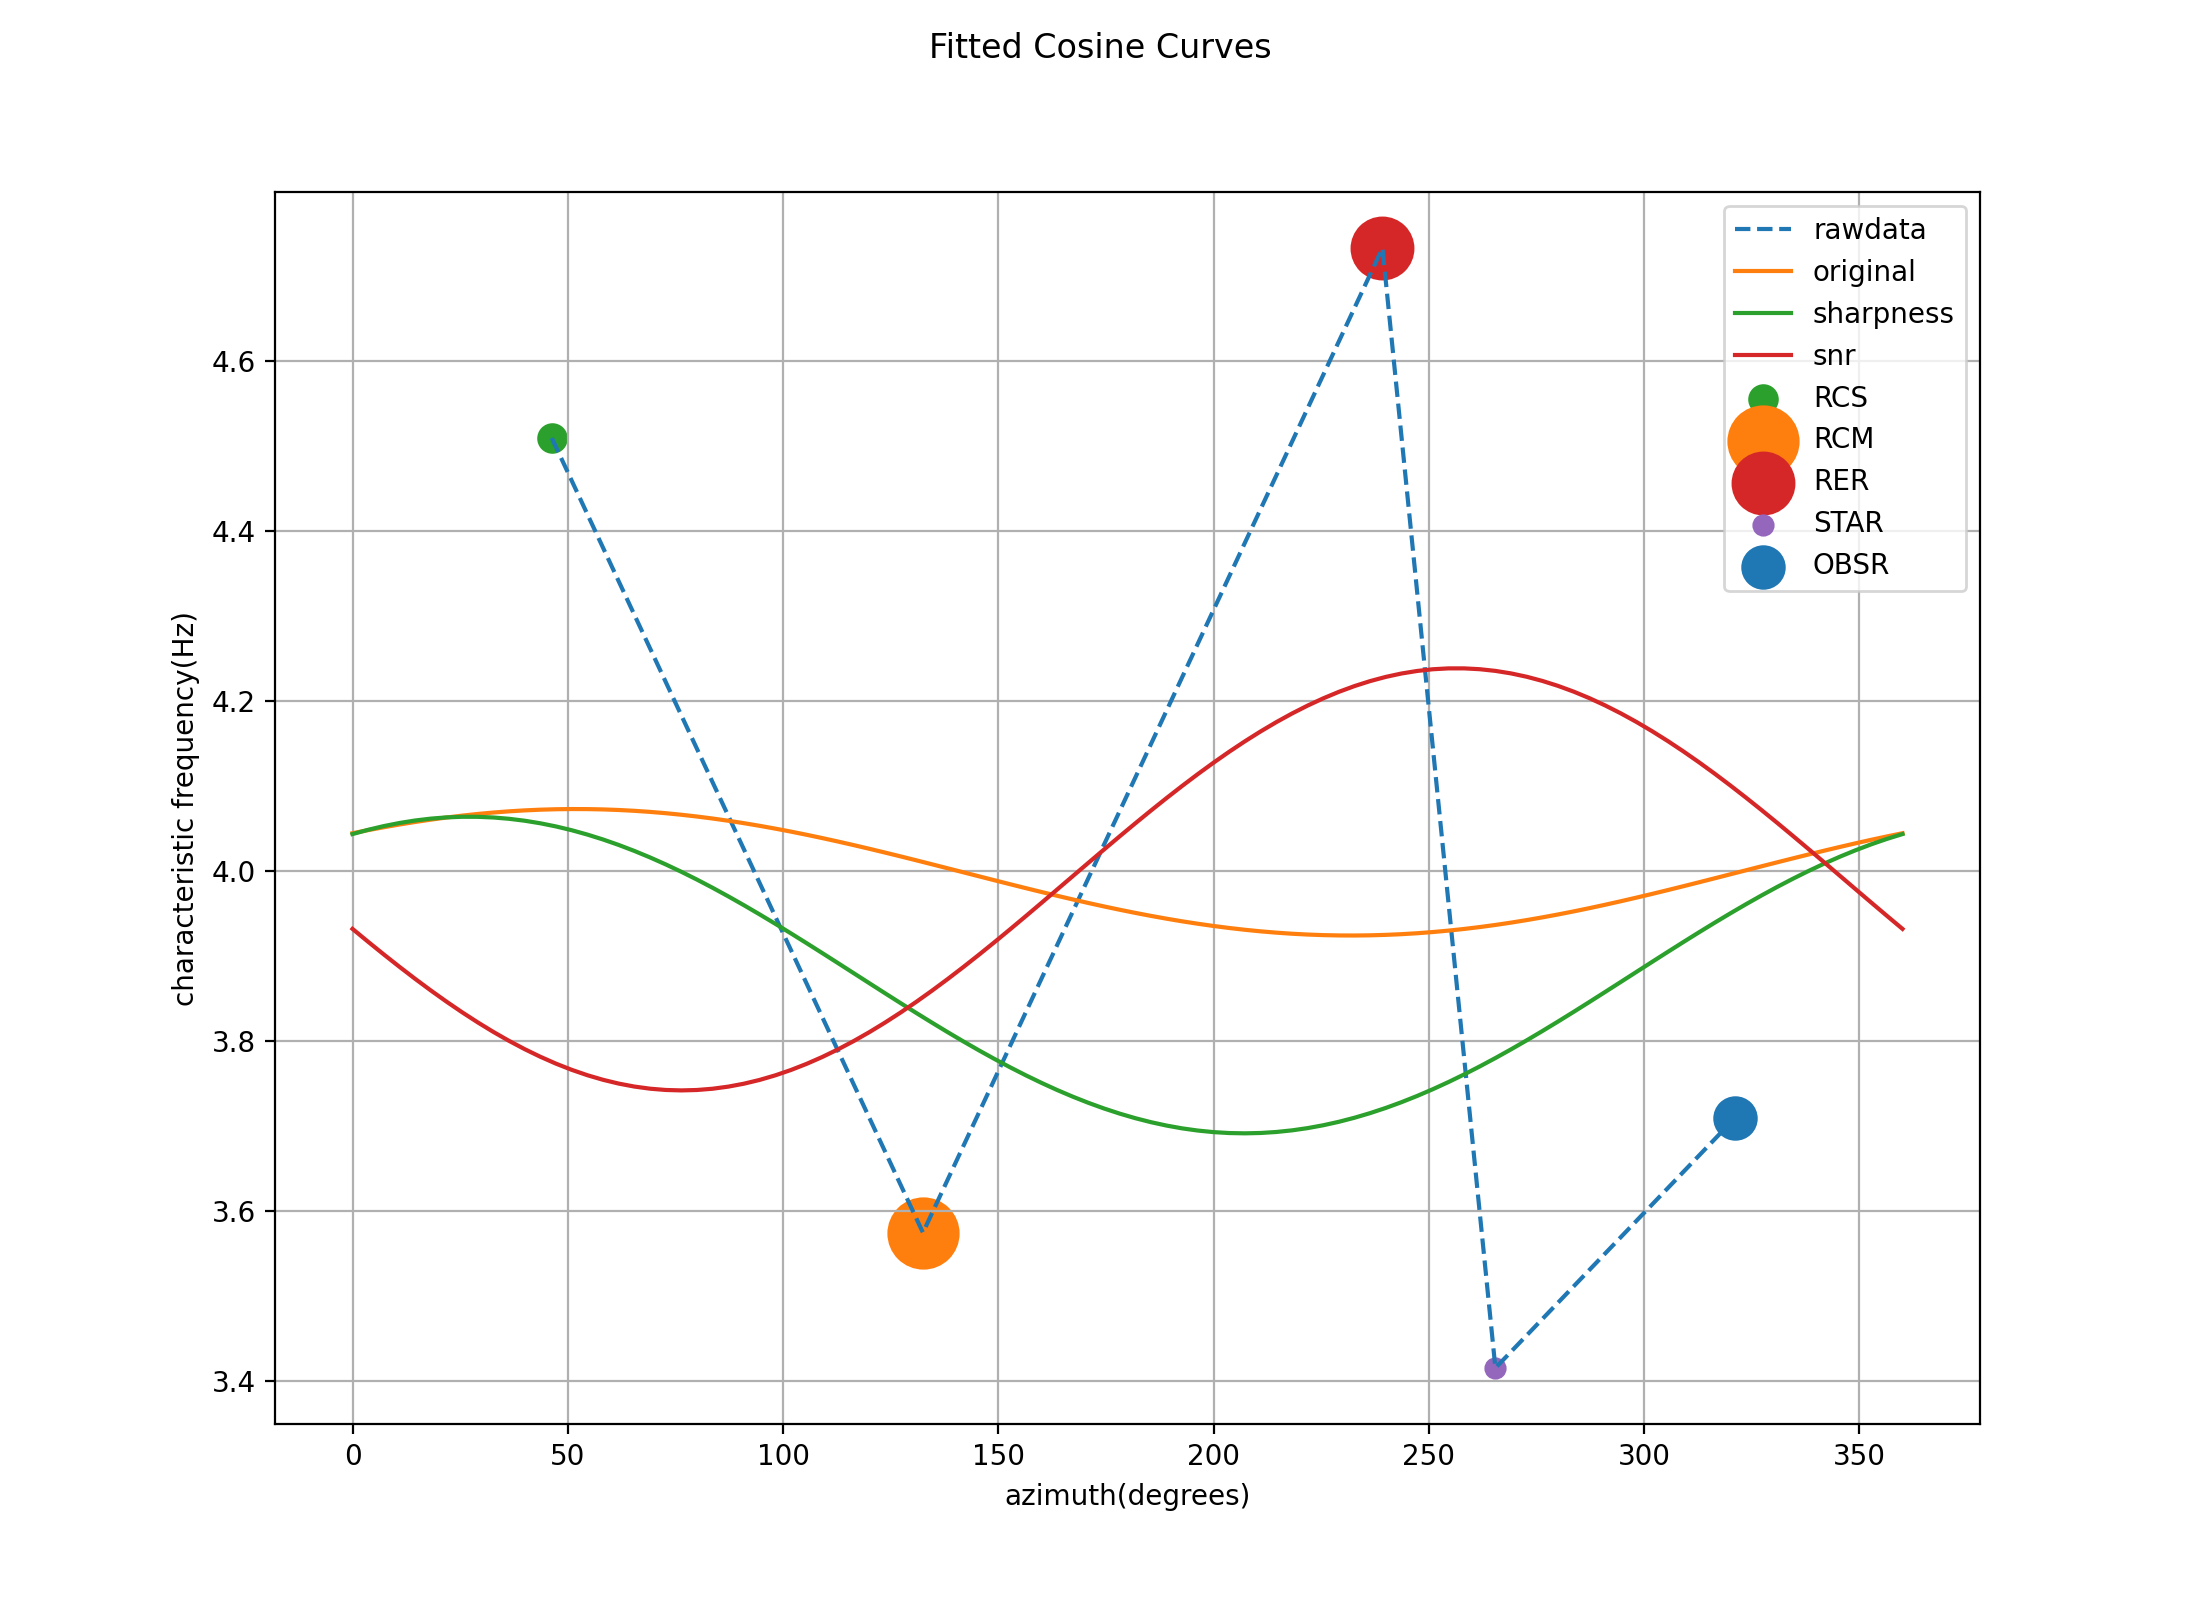 Fitted Cosine Curves
rawdata
original
sharpness
snr
RCS
RCM
RER
STAR
OBSR
characteristic frequency(Hz)
4.6
4.4
4.2
4.0
3.8
3.6
3.4
0 50 100 150 200 250 300 350
azimuth(degrees)